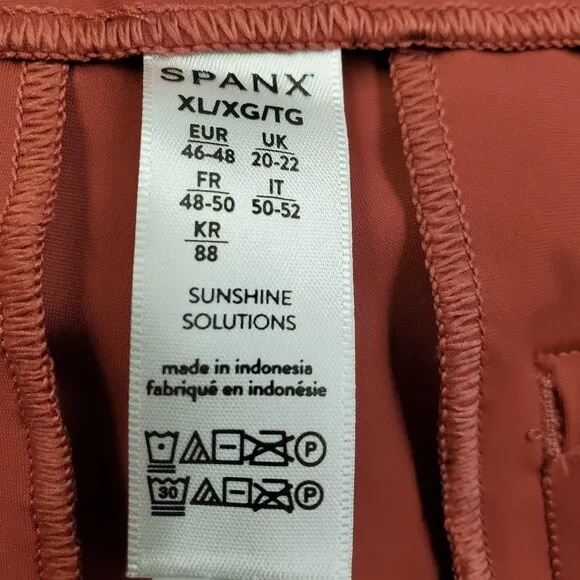 SPANX
XL/XG/TG
EUR UK
46-48 20-22
FR IT
48-50 50-52
KR
88
SUNSHINE
SOLUTIONS
made in indonesia
fabriqué en indonésie
P
30 P